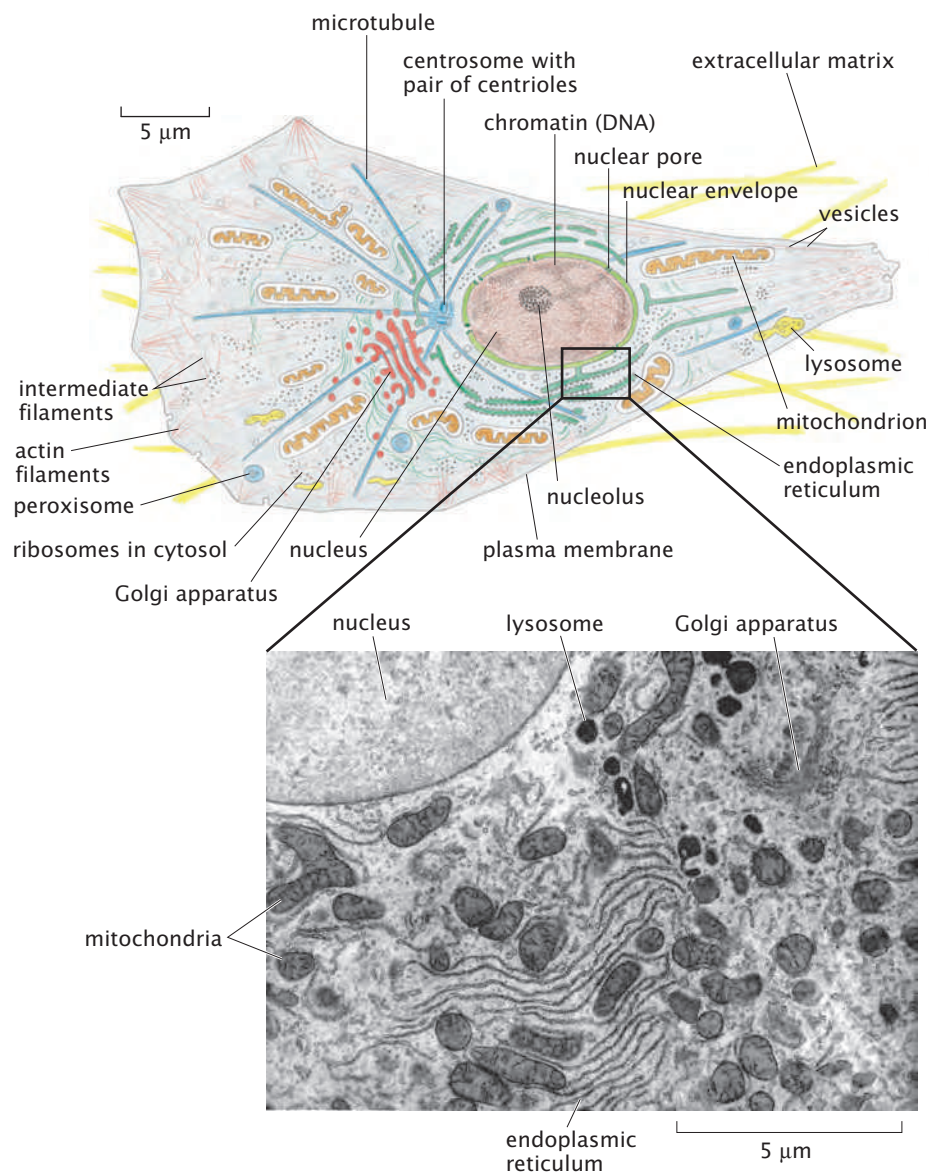 microtubule
centrosome with
pair of centrioles
extracellular matrix
5 µm
chromatin (DNA)
nuclear pore
nuclear envelope
vesicles
lysosome
intermediate
filaments
mitochondrion
actin
filaments
endoplasmic
reticulum
peroxisome
nucleolus
ribosomes in cytosol
nucleus
plasma membrane
Golgi apparatus
nucleus
lysosome
Golgi apparatus
mitochondria
endoplasmic
reticulum
5 µm